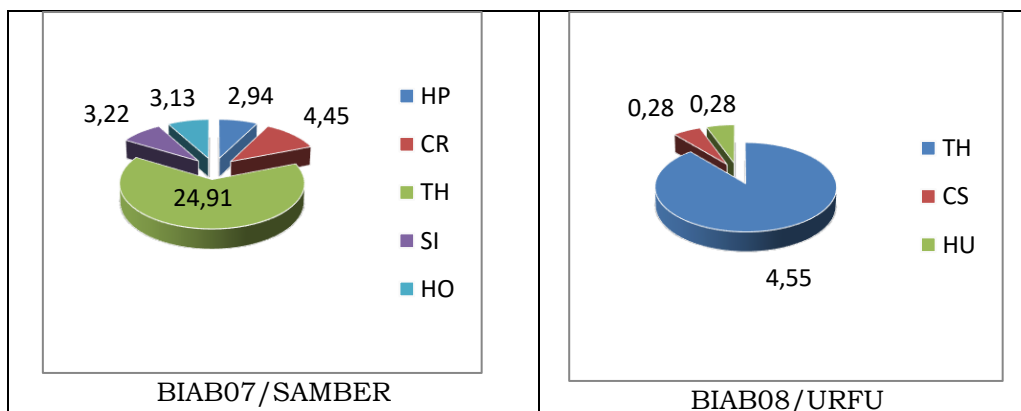 3,13
2,94
3,22
4,45
24,91
HP
CR
TH
SI
HO
BIAB07/SAMBER
0,28
0,28
4,55
TH
CS
HU
BIAB08/URFU